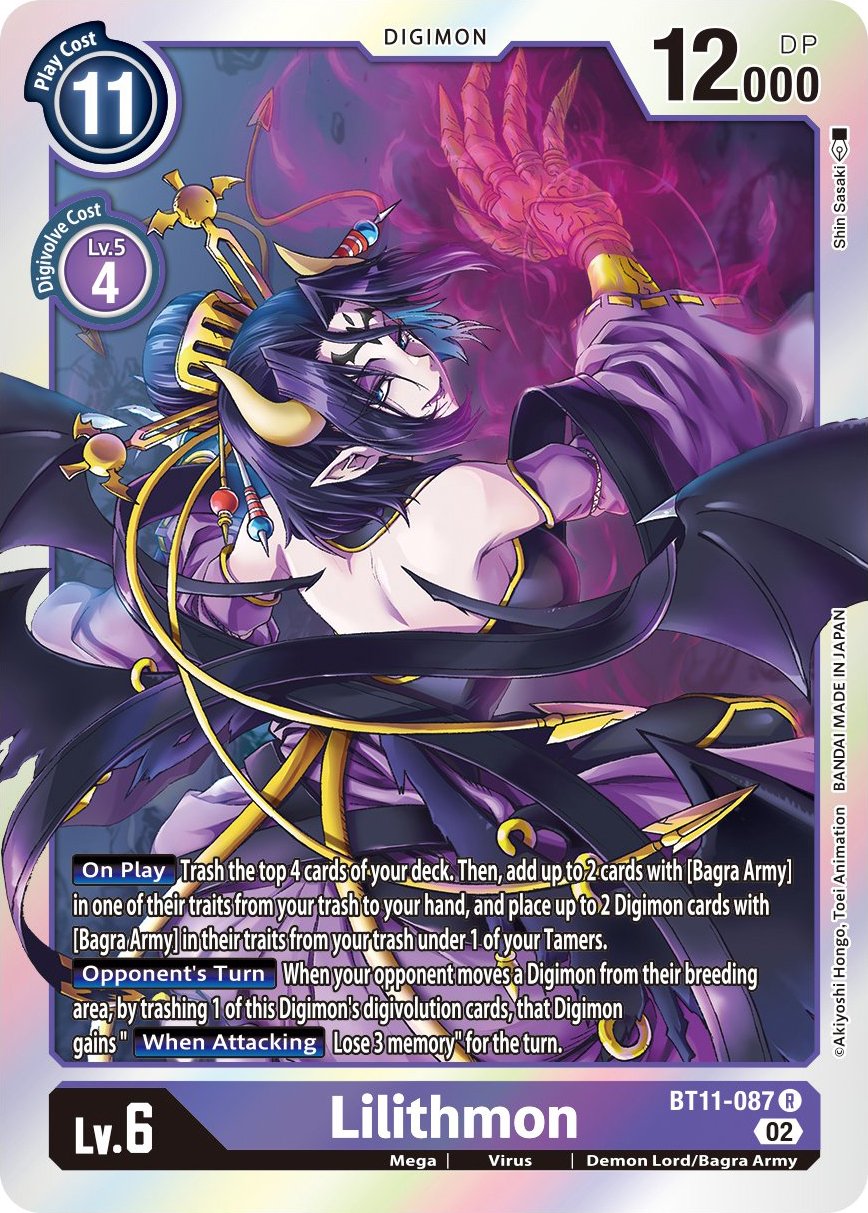 DIGIMON
Play Cost
11
12000
DP
Digivolve Cost
Lv.5
4
Shin Sasaki
On Play Trash the top 4 cards of your deck. Then, add up to 2 cards with [Bagra Army]
in one of their traits from your trash to your hand, and place up to 2 Digimon cards with
[Bagra Army] in their traits from your trash under 1 of your Tamers.
Opponent's Turn When your opponent moves a Digimon from their breeding
area, by trashing 1 of this Digimon's digivolution cards, that Digimon
gains " When Attacking Lose 3 memory" for the turn.
©Akiyoshi Hongo, Toei Animation BANDAI MADE IN JAPAN
Lv.6
Lilithmon
BT11-087 R
02
Mega | Virus | Demon Lord/Bagra Army